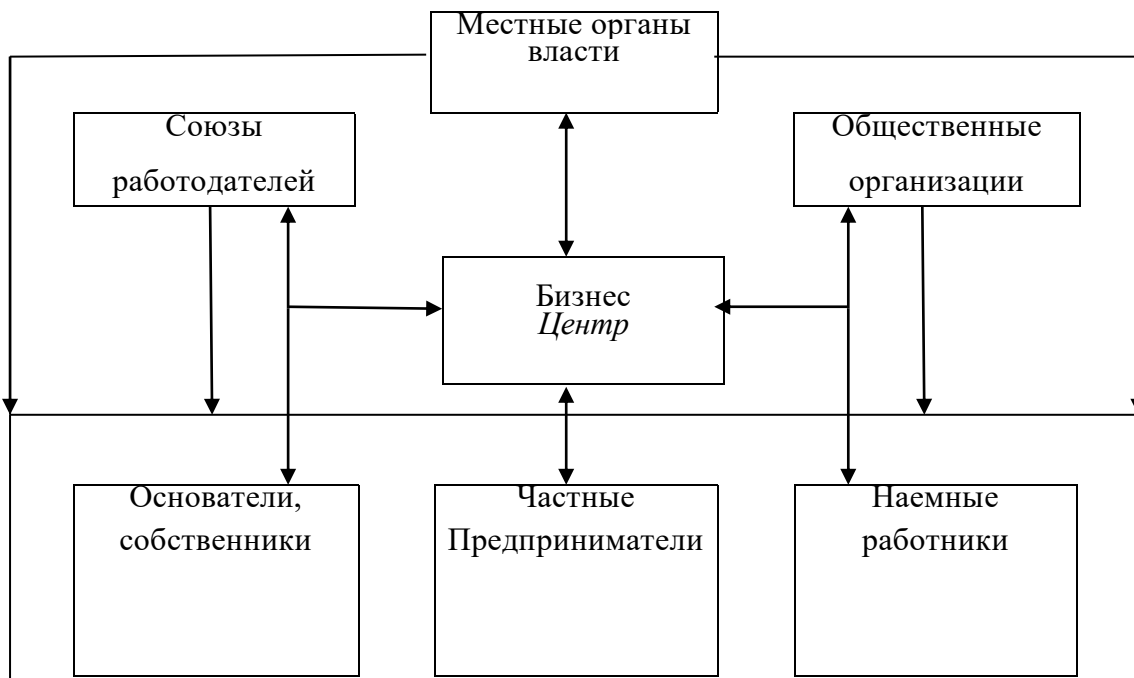 Местные органы
власти
Союзы
работодателей
Общественные
организации
Бизнес
Центр
Основатели,
собственники
Частные
Предприниматели
Наемные
работники